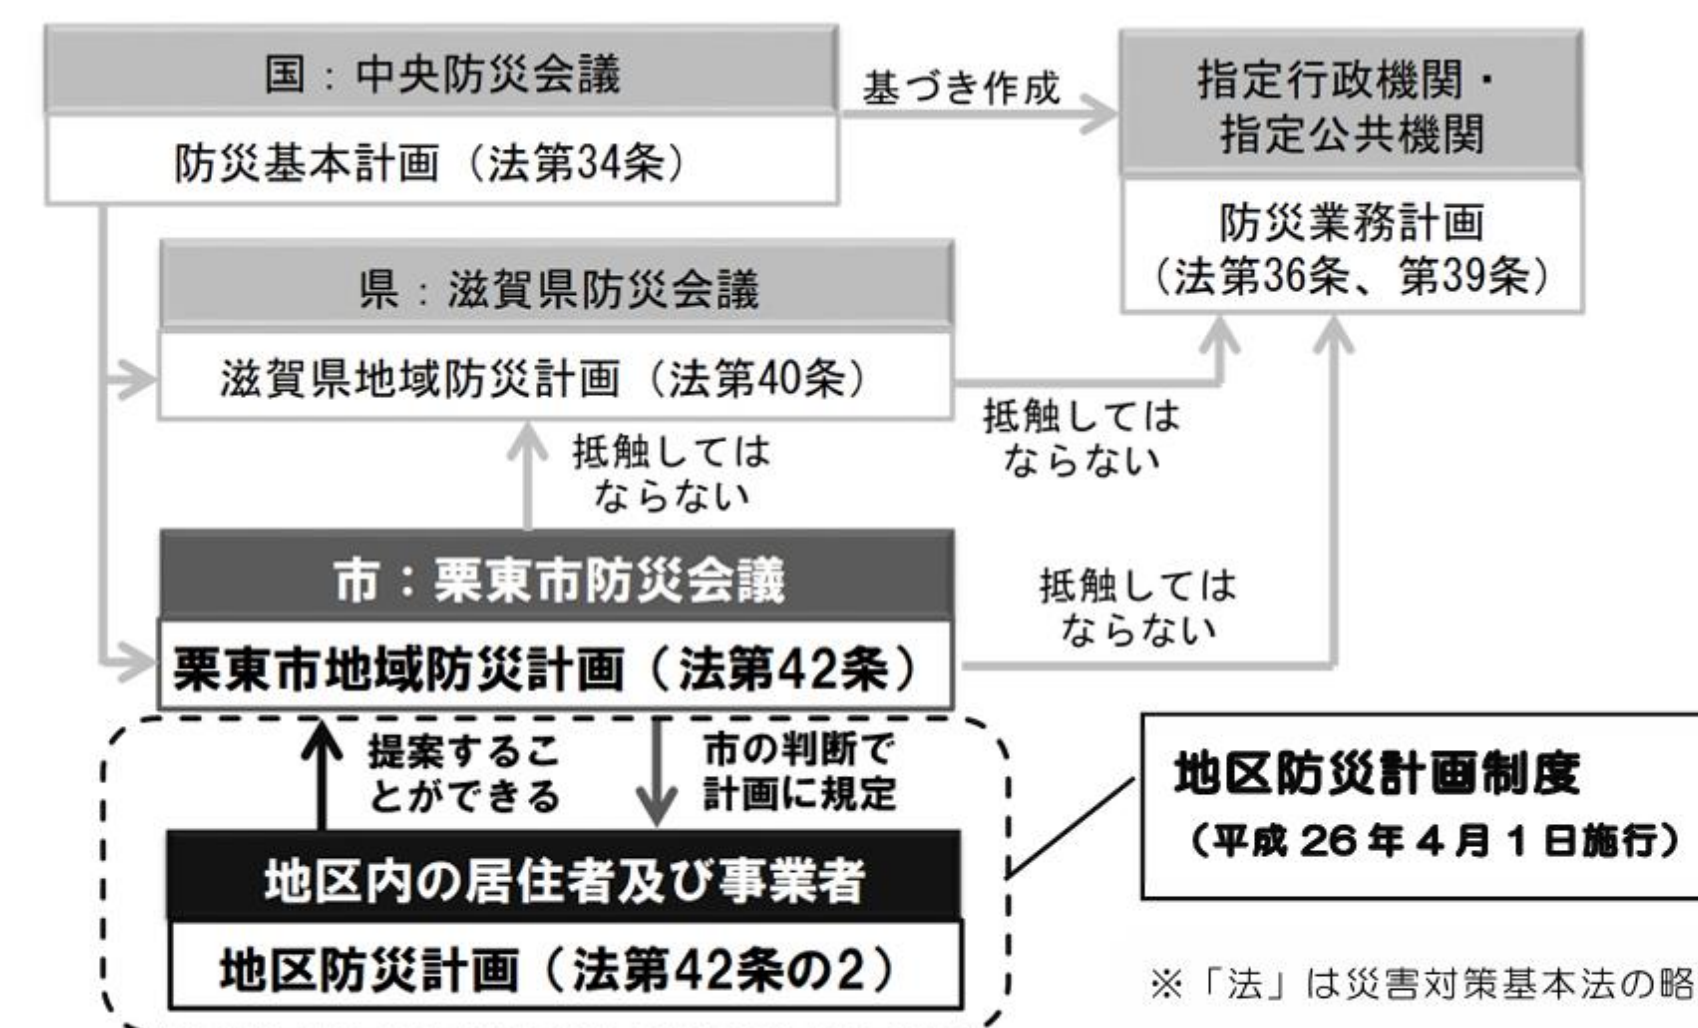 国：中央防災会議
防災基本計画（法第34条）
基づき作成
指定行政機関・
指定公共機関
防災業務計画
（法第36条、第39条）
県：滋賀県防災会議
滋賀県地域防災計画（法第40条）
抵触しては
ならない
抵触しては
ならない
市：栗東市防災会議
栗東市地域防災計画（法第42条）
抵触しては
ならない
提案するこ
とができる
市の判断で
計画に規定
地区内の居住者及び事業者
地区防災計画（法第42条の2）
地区防災計画制度
（平成26年4月1日施行）
※「法」は災害対策基本法の略